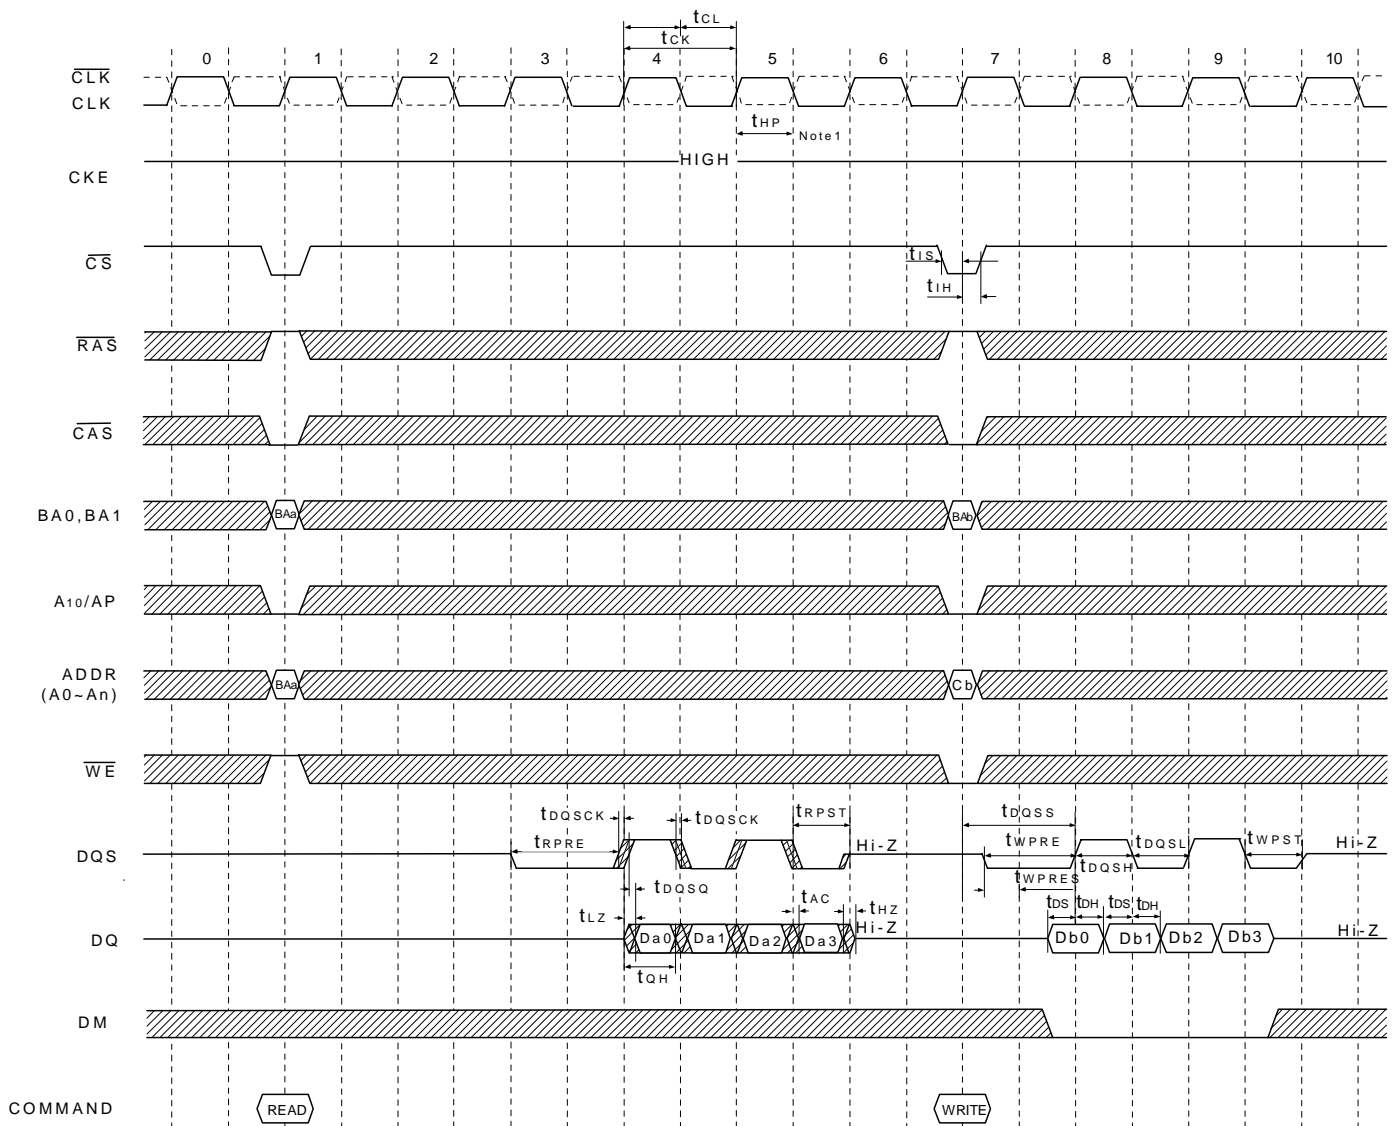 tCL
tCK
0 1 2 3 4 5 6 7 8 9 10
CLK
CLK
tHP Note1
HIGH
CKE
CS
tIS
tIH
RAS
CAS
BA0,BA1 BAa BAb
A10/AP
ADDR
(A0~An) BAa Cb
WE
tDQSCK tDQSCK tRPST tDQSS
tRPRE tWPRE tDQSL tWPST
DQS Hi-Z tDQSH Hi-Z
tDQSQ tWPRES
tLZ tAC tHZ tDS tDH tDS tDH
DQ Da0 Da1 Da2 Da3 Hi-Z Db0 Db1 Db2 Db3 Hi-Z
tQH
DM
COMMAND READ WRITE